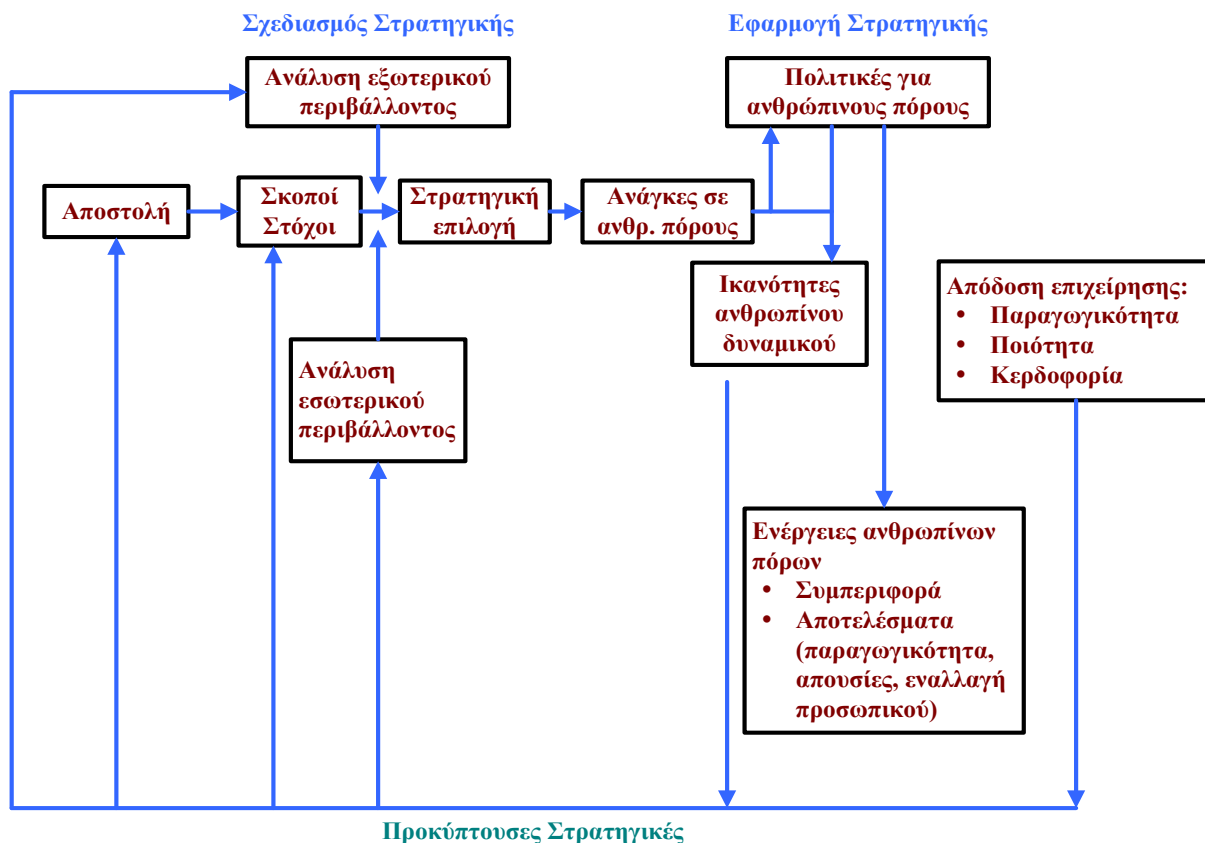 Σχεδιασμός Στρατηγικής
Εφαρμογή Στρατηγικής
Ανάλυση εξωτερικού
περιβάλλοντος
Πολιτικές για
ανθρώπινους πόρους
Αποστολή
Σκοποί
Στόχοι
Στρατηγική
επιλογή
Ανάγκες σε
ανθρ. πόρους
Ικανότητες
ανθρωπίνου
δυναμικού
Απόδοση επιχείρησης:
• Παραγωγικότητα
• Ποιότητα
• Κερδοφορία
Ανάλυση
εσωτερικού
περιβάλλοντος
Ενέργειες ανθρωπίνων
πόρων
• Συμπεριφορά
• Αποτελέσματα
(παραγωγικότητα,
απουσίες, εναλλαγή
προσωπικού)
Προκύπτουσες Στρατηγικές